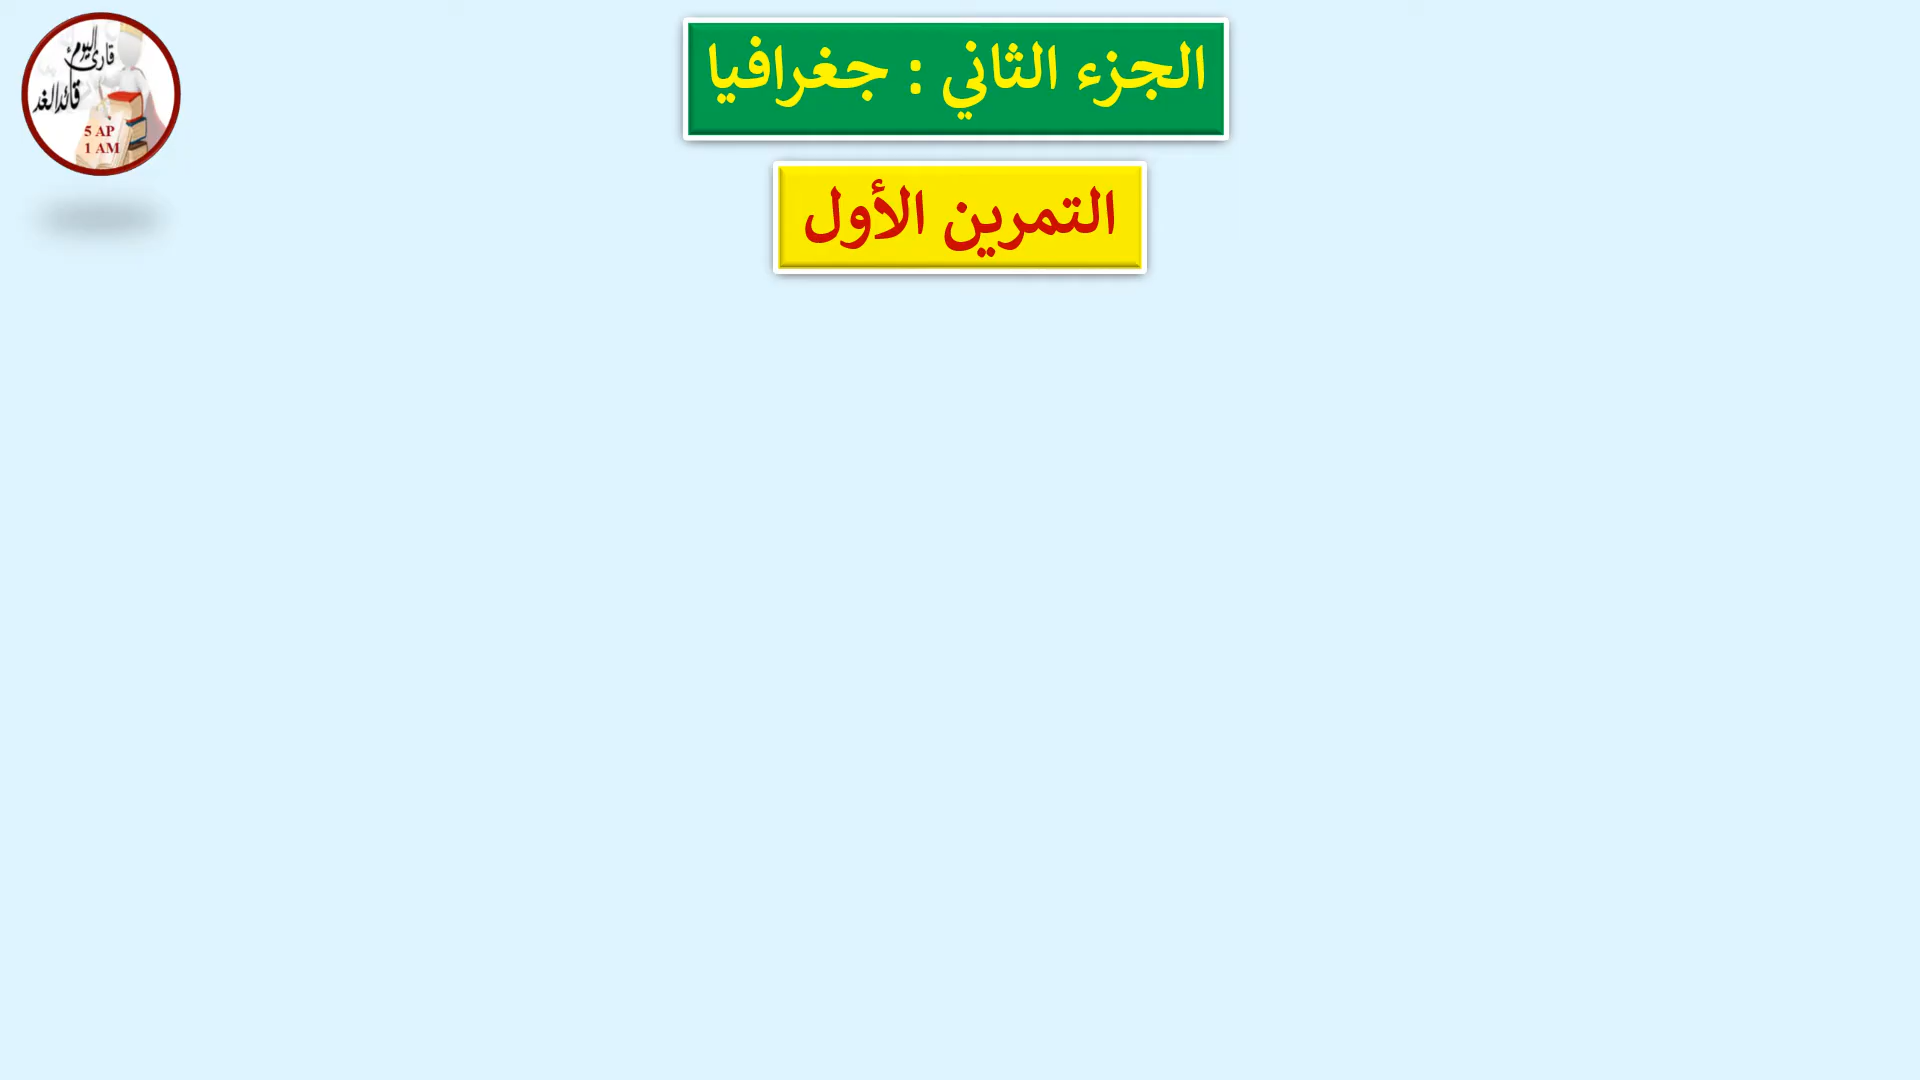 الجزء الثاني : جغرافيا
التمرين الأول
قارئ اليوم
قائد الغد
5 AP
1 AM